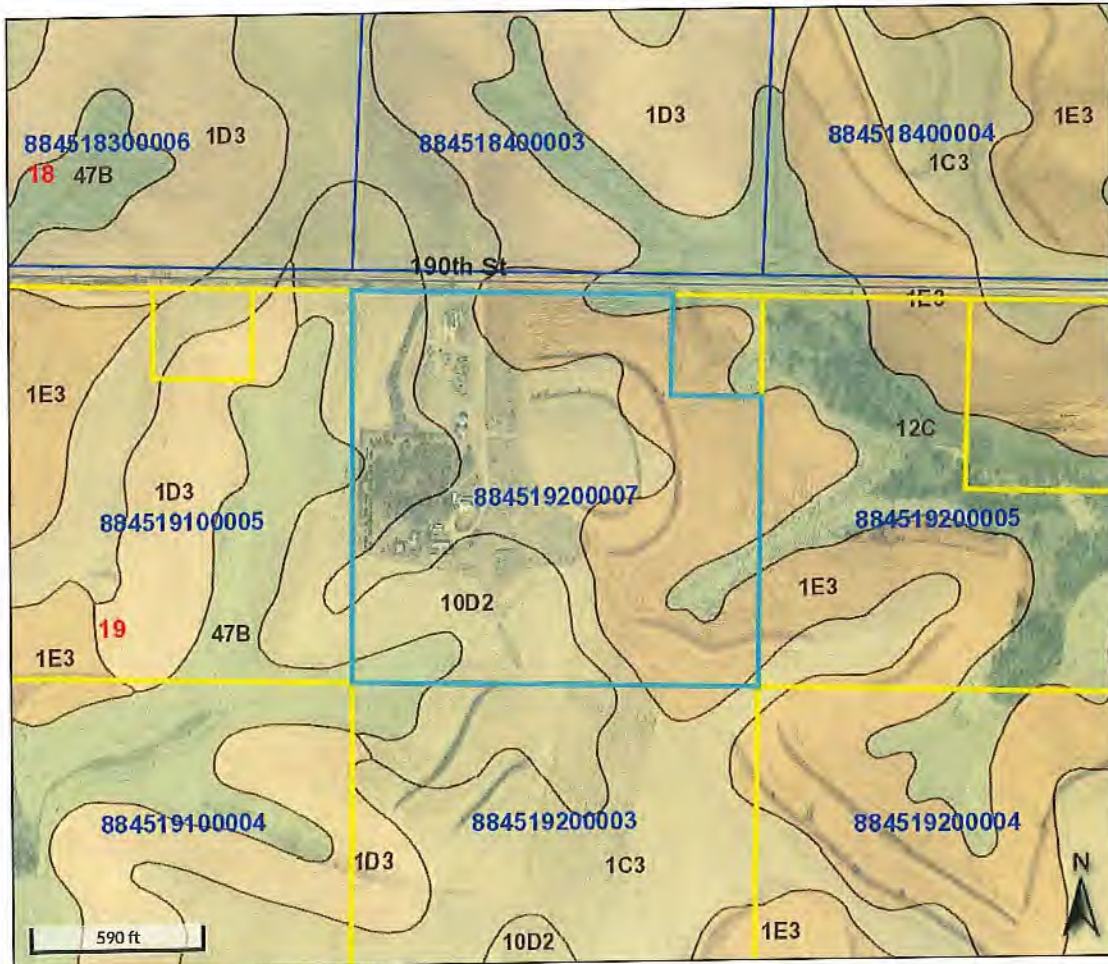 1D3
1D3
1E3
884518300006
884518400003
884518400004
18
47B
1C3
190th St
1E3
1E3
12C
1D3
884519200007
884519100005
884519200005
1E3
10D2
19
47B
1E3
884519100004
884519200003
884519200004
1D3
1C3
N
590 ft
10D2
1E3